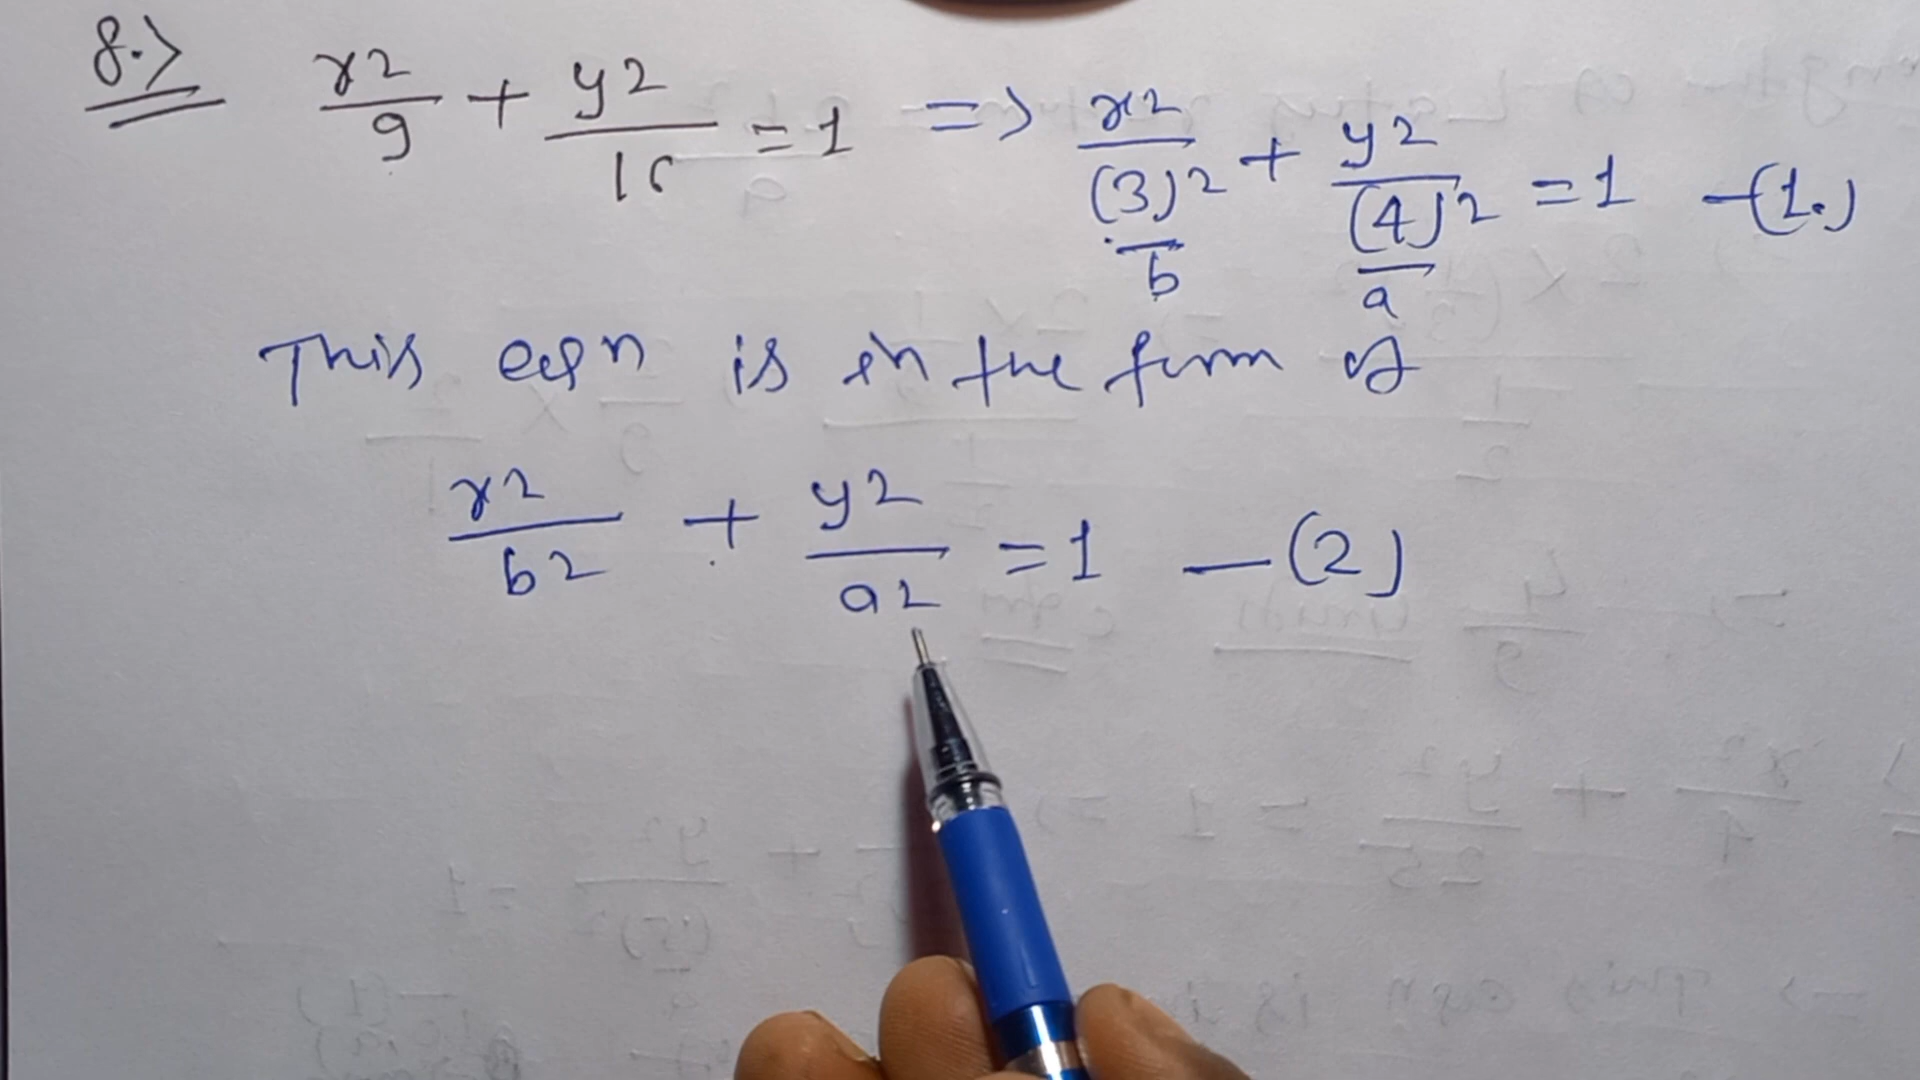 8.> x2/9 + y2/16 = 1 => x2/(3)2 + y2/(4)2 = 1 -(1.)
b a
This eqn is in the form of
x2/b2 + y2/a2 = 1 -(2)